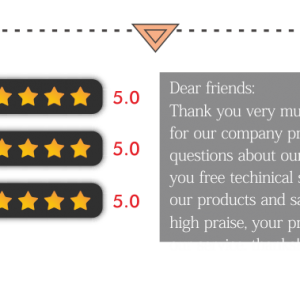 5.0
5.0
5.0
Dear friends:
Thank you very mu
for our company pr
questions about our
you free techinical s
our products and sa
high praise, your pr